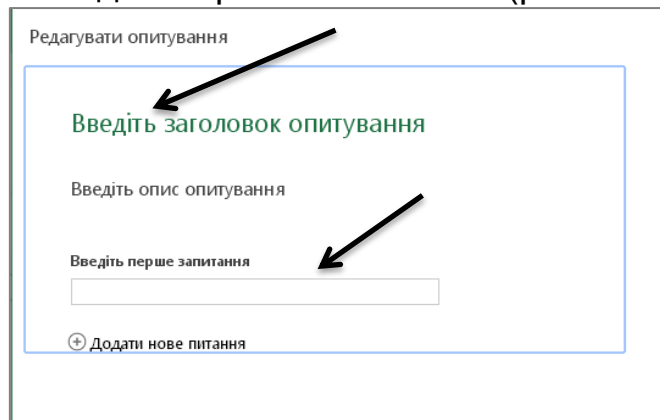 Редагувати опитування
Введіть заголовок опитування
Введіть опис опитування
Введіть перше запитання
Додати нове питання